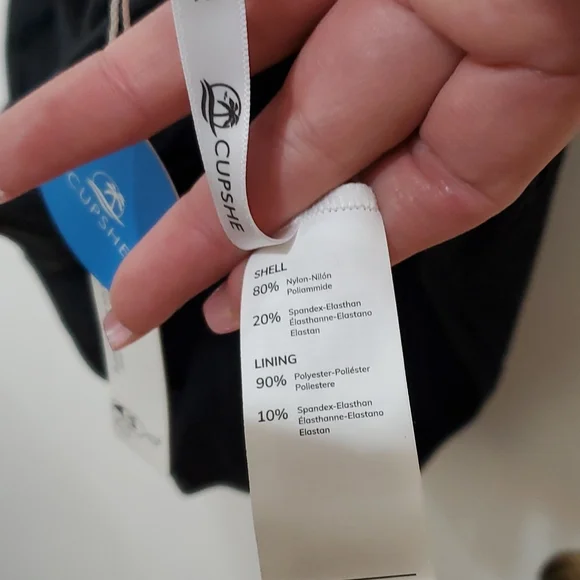 CUPSHE
CUPSHE
SHELL
80% Nylon-Nilón
Poliammide
20% Spandex-Elasthan
Élasthanne-Elastano
Elastan
LINING
90% Polyester-Poliéster
Poliestere
10% Spandex-Elasthan
Élasthanne-Elastano
Elastan